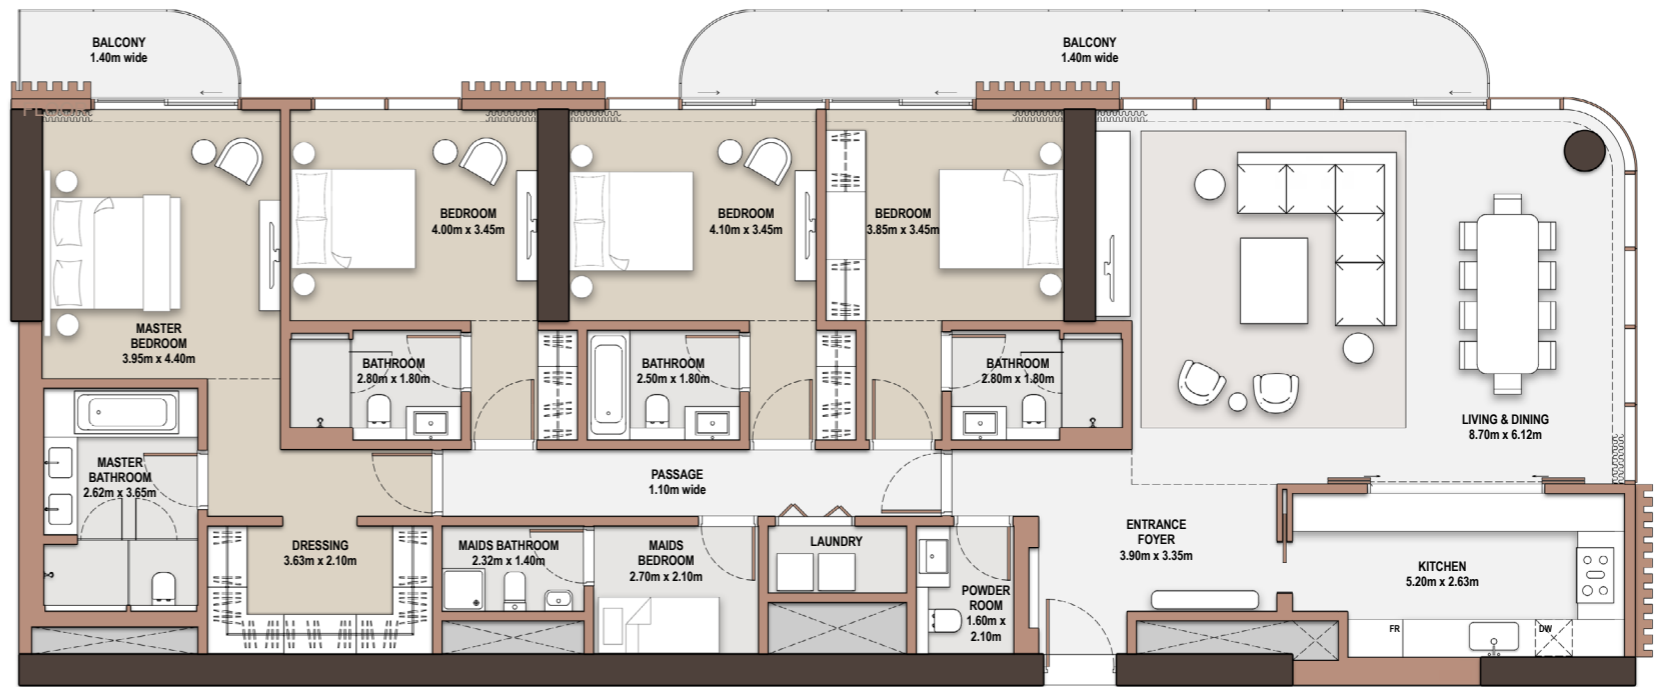 BALCONY
1.40m wide
BALCONY
1.40m wide
MASTER
BEDROOM
3.95m x 4.40m
BEDROOM
4.00m x 3.45m
BEDROOM
4.10m x 3.45m
BEDROOM
3.85m x 3.45m
BATHROOM
2.80m x 1.80m
BATHROOM
2.50m x 1.80m
BATHROOM
2.80m x 1.80m
LIVING & DINING
8.70m x 6.12m
MASTER
BATHROOM
2.62m x 3.65m
PASSAGE
1.10m wide
DRESSING
3.63m x 2.10m
MAIDS BATHROOM
2.32m x 1.40m
MAIDS
BEDROOM
2.70m x 2.10m
LAUNDRY
POWDER
ROOM
1.60m x
2.10m
ENTRANCE
FOYER
3.90m x 3.35m
KITCHEN
5.20m x 2.63m
FR
DW